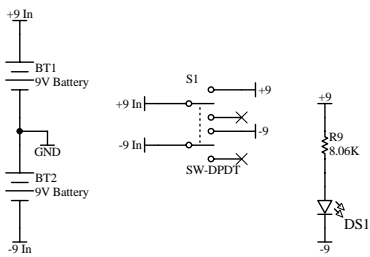 +9 In
BT1
9V Battery
GND
BT2
9V Battery
-9 In
S1
+9
+9 In
-9
-9 In
SW-DPDT
+9
R9
8.06K
DS1
-9